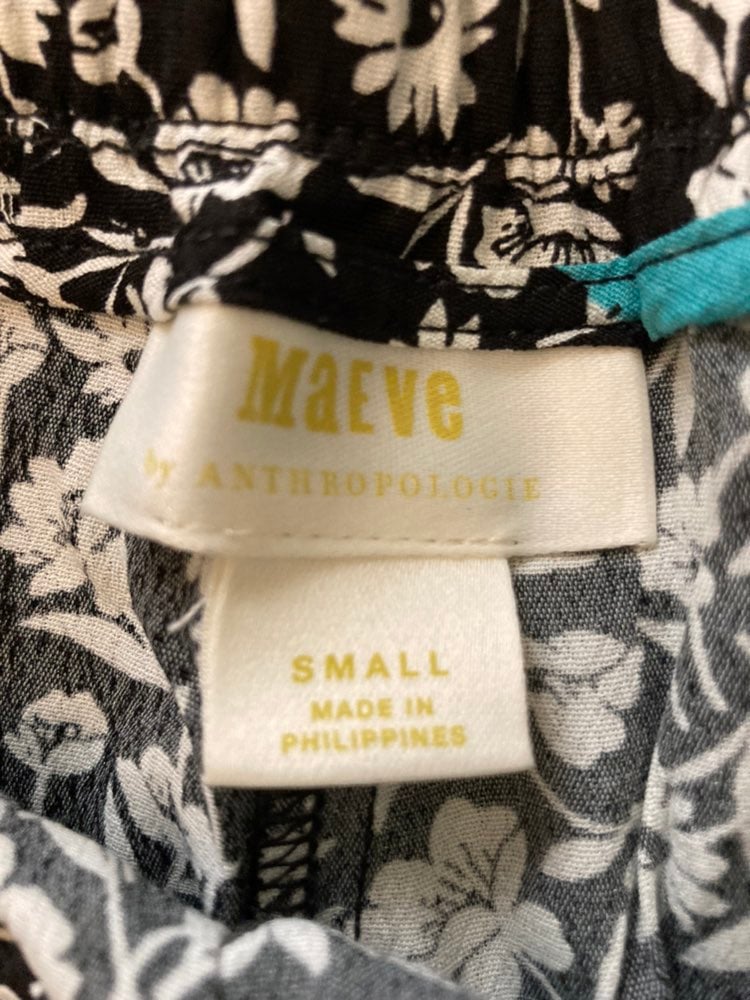 MaEVe
by ANTHROPOLOGIE
SMALL
MADE IN
PHILIPPINES